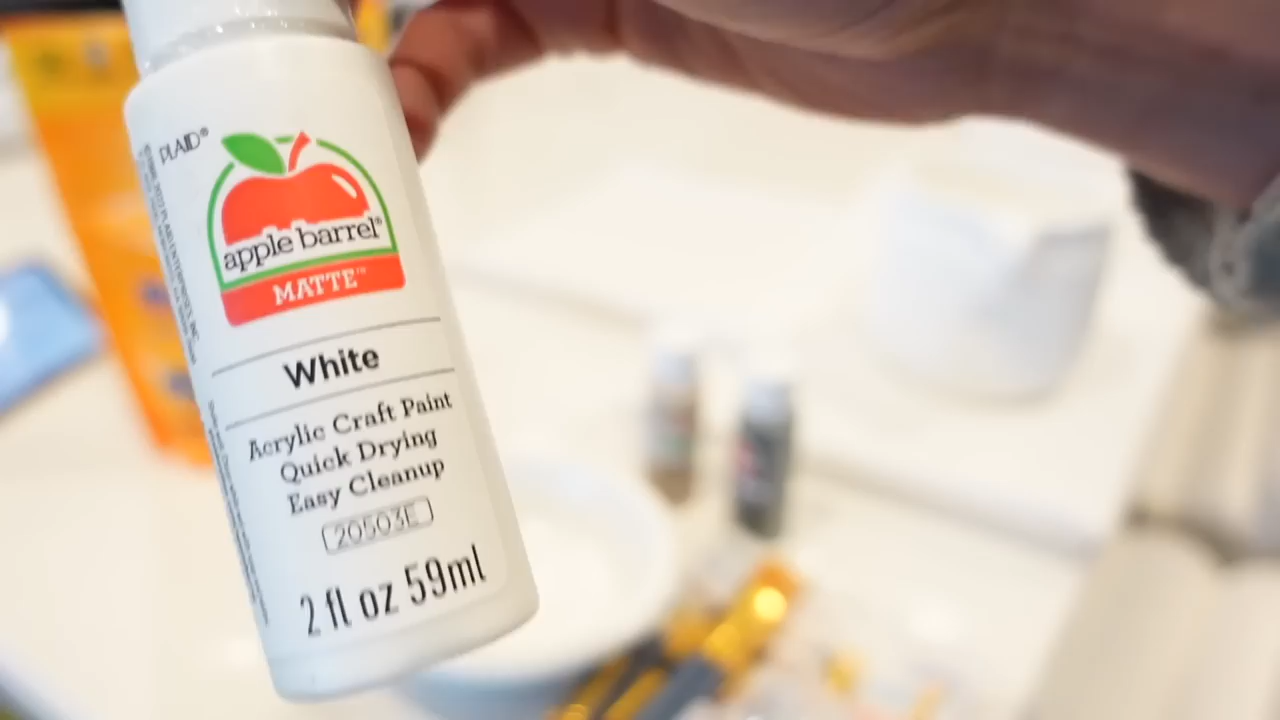 PLAID®
apple barrel®
MATTE™
White
Acrylic Craft Paint
Quick Drying
Easy Cleanup
20503E
2 fl oz 59ml